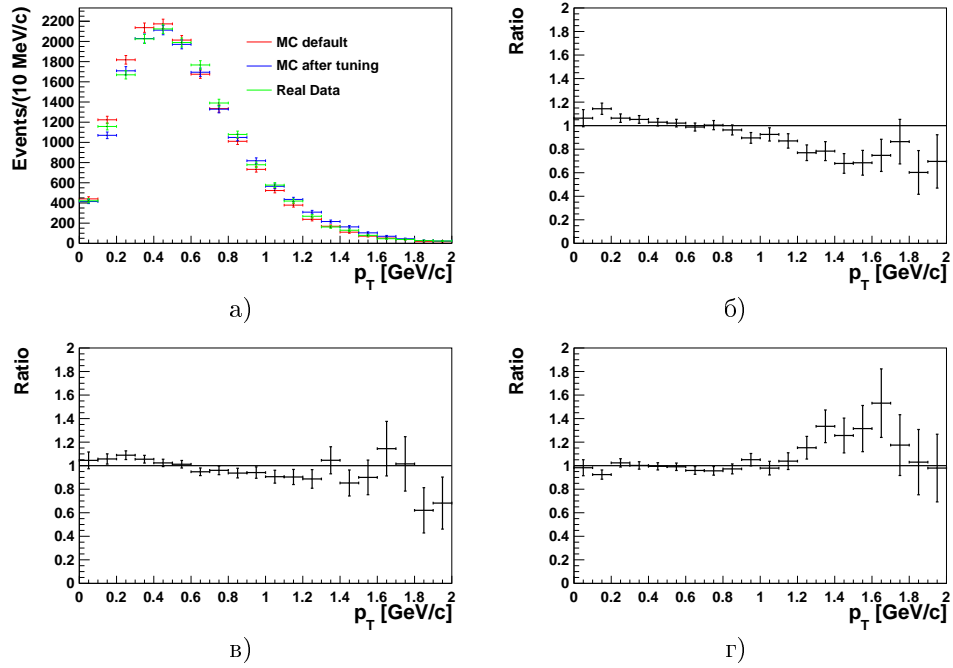 Events/(10 MeV/c)
2200
2000
1800
1600
1400
1200
1000
800
600
400
200
0
MC default
MC after tuning
Real Data
0 0.2 0.4 0.6 0.8 1 1.2 1.4 1.6 1.8 2
p_T [GeV/c]
а)
Ratio
2
1.8
1.6
1.4
1.2
1
0.8
0.6
0.4
0.2
0
0 0.2 0.4 0.6 0.8 1 1.2 1.4 1.6 1.8 2
p_T [GeV/c]
б)
Ratio
2
1.8
1.6
1.4
1.2
1
0.8
0.6
0.4
0.2
0
0 0.2 0.4 0.6 0.8 1 1.2 1.4 1.6 1.8 2
p_T [GeV/c]
в)
Ratio
2
1.8
1.6
1.4
1.2
1
0.8
0.6
0.4
0.2
0
0 0.2 0.4 0.6 0.8 1 1.2 1.4 1.6 1.8 2
p_T [GeV/c]
г)